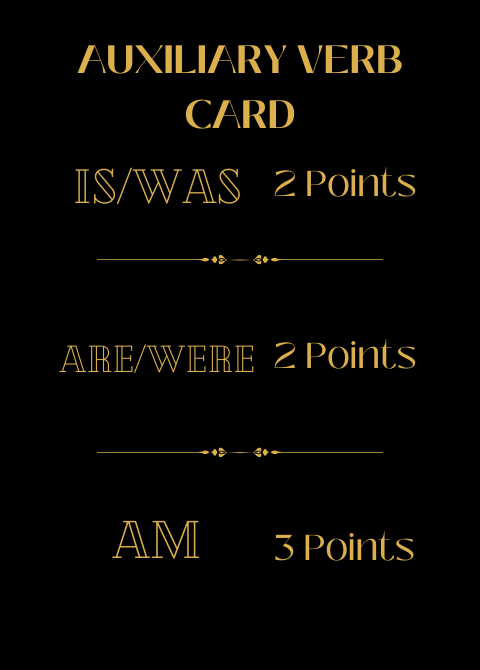 AUXILIARY VERB
CARD
IS/WAS 2 Points
ARE/WERE 2 Points
AM 3 Points